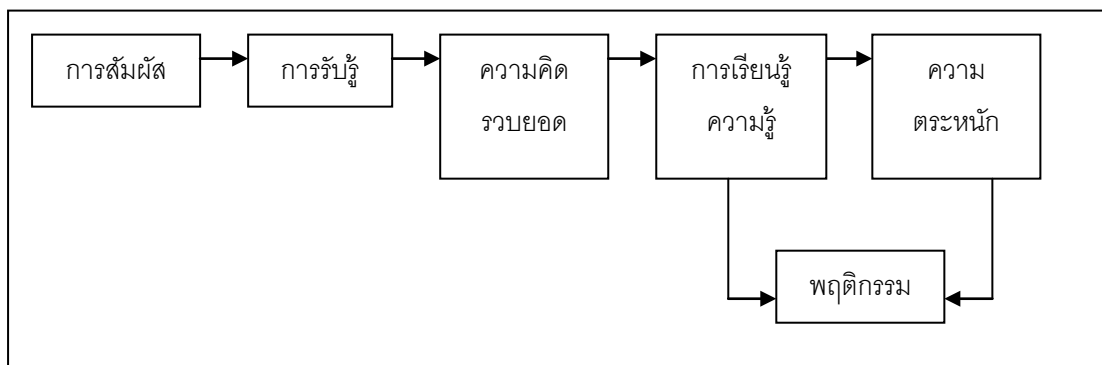 การสัมผัส
การรับรู้
ความคิด
รวบยอด
การเรียนรู้
ความรู้
ความ
ตระหนัก
พฤติกรรม